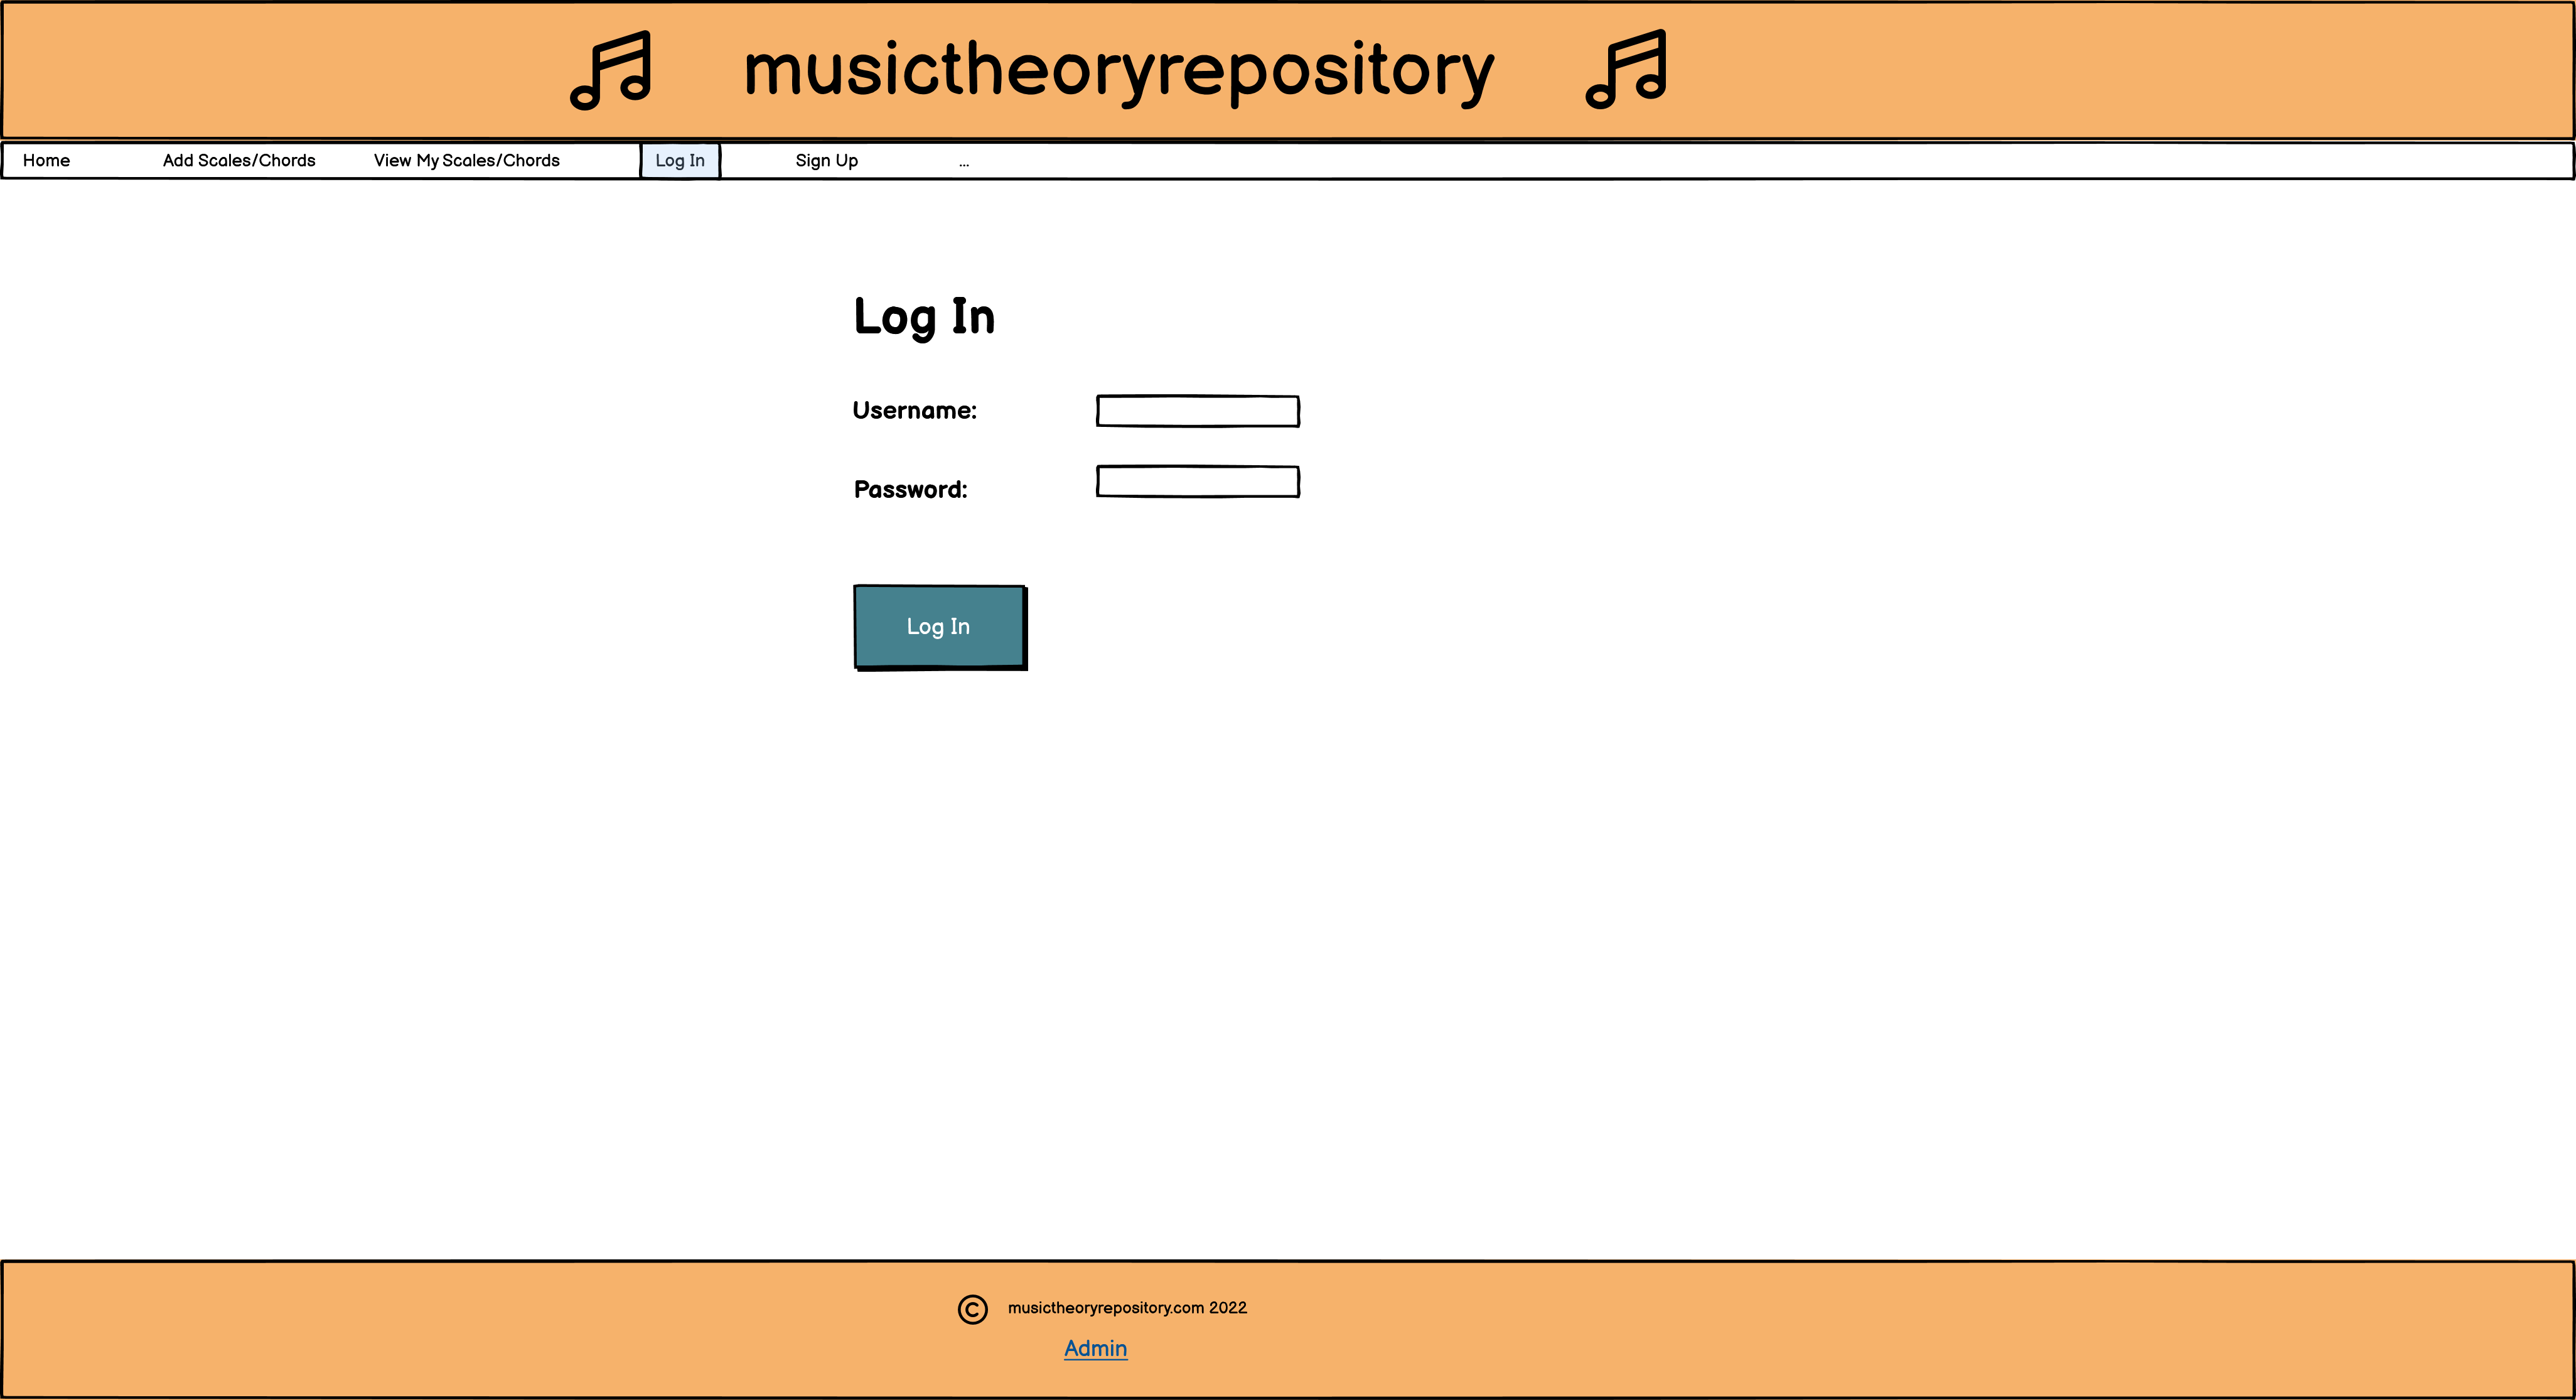 musictheoryrepository
Home Add Scales/Chords View My Scales/Chords Log In Sign Up ...
Log In
Username:
Password:
Log In
© musictheoryrepository.com 2022
Admin